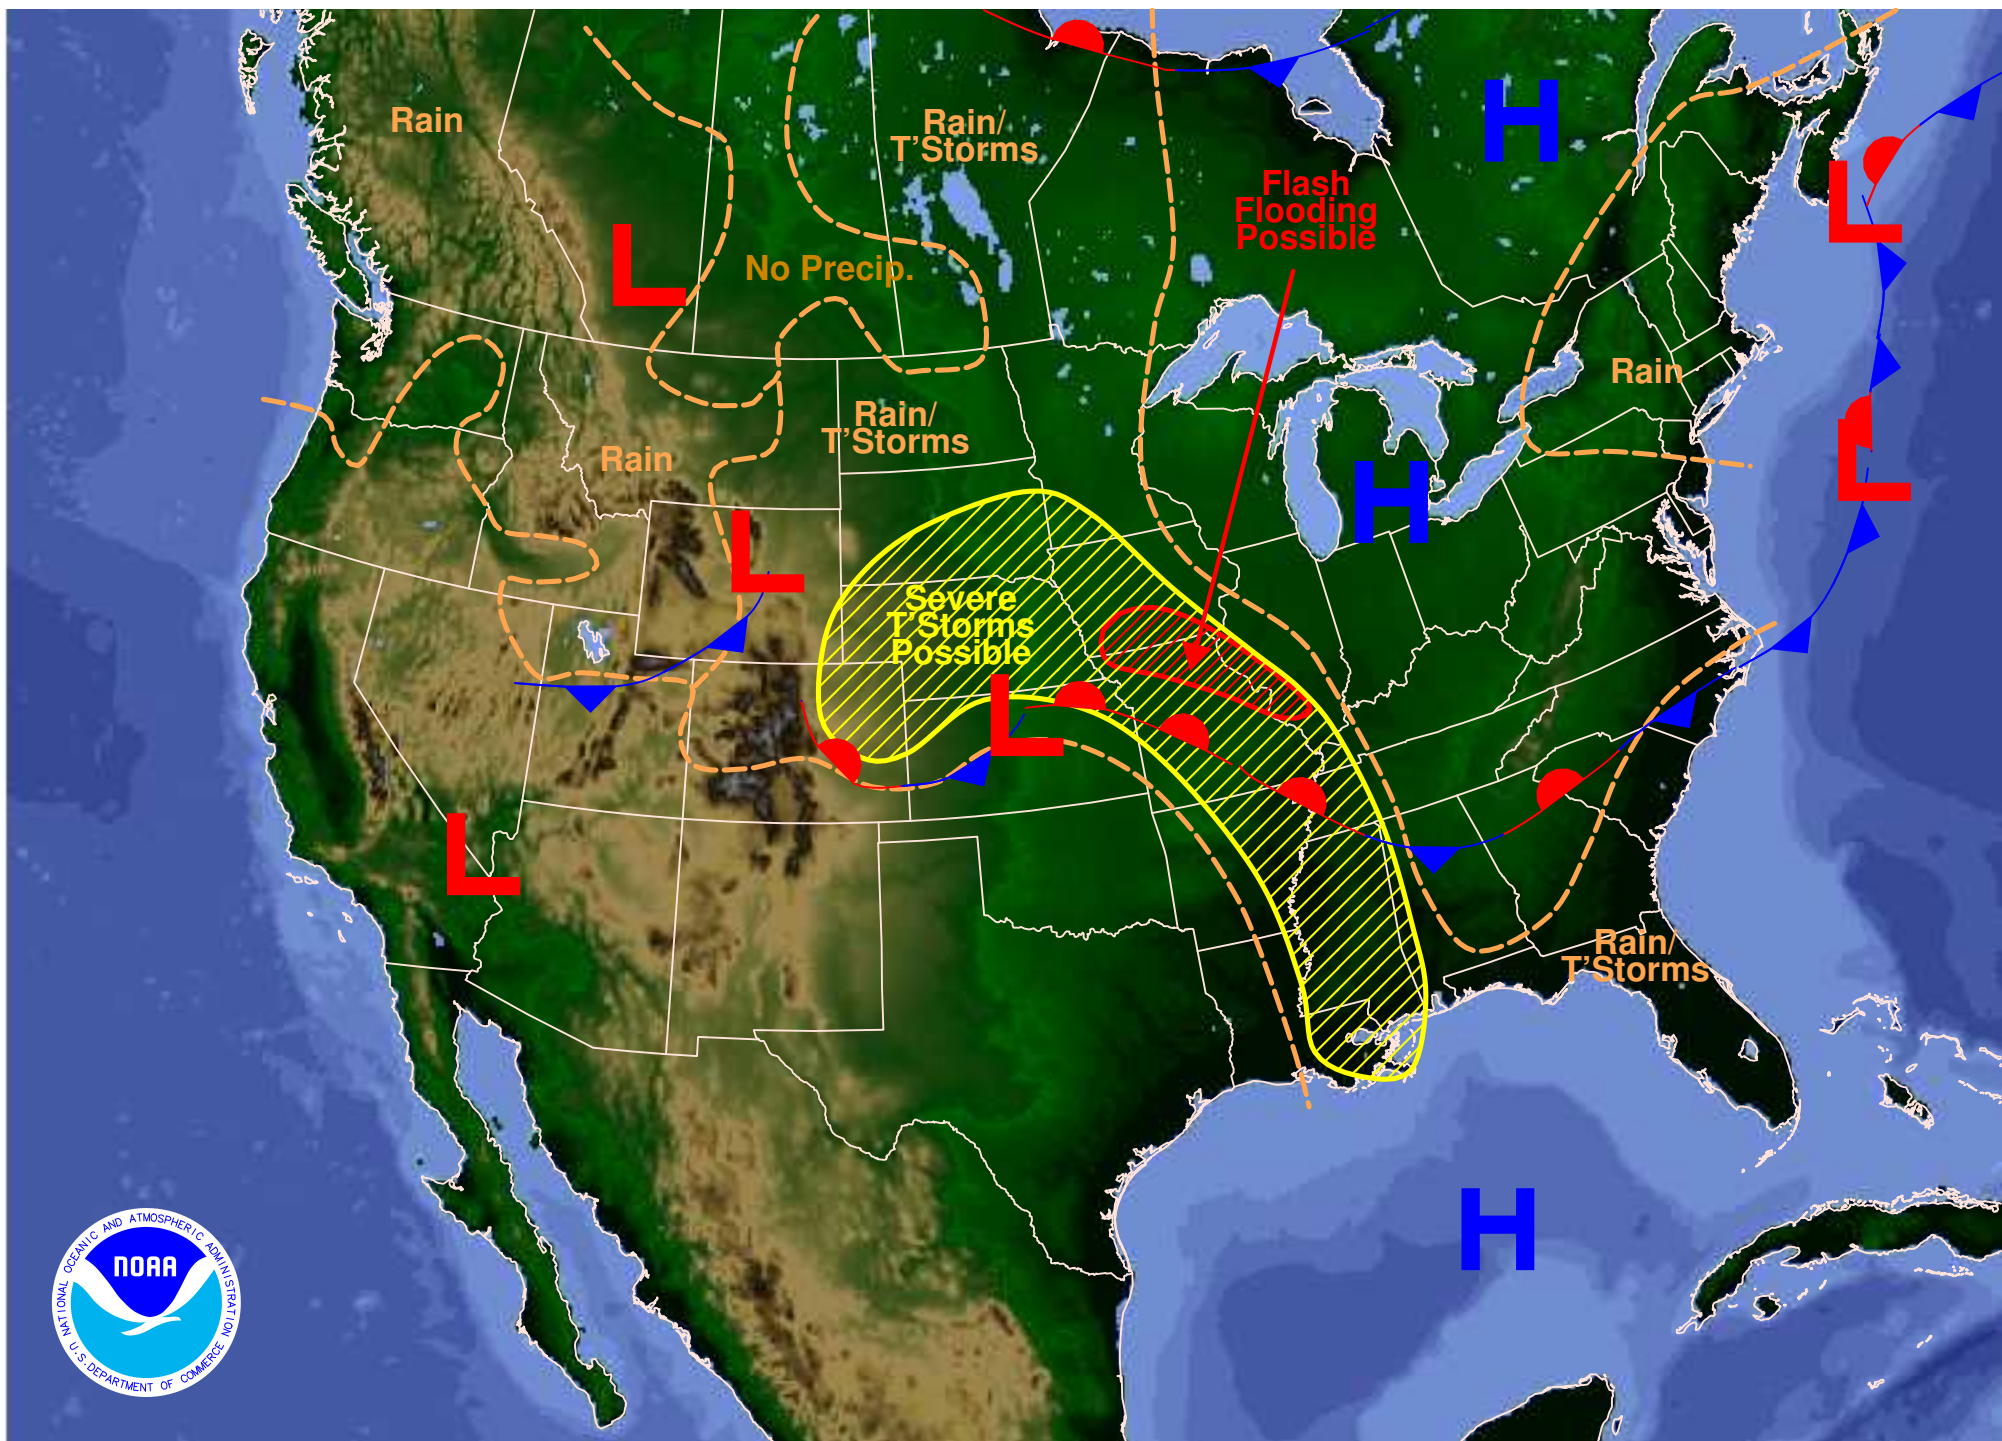 H
Rain
Rain/
T'Storms
Flash
Flooding
Possible
L
L
No Precip.
Rain
Rain/
T'Storms
Rain
H
L
L
Severe
T'Storms
Possible
L
L
Rain/
T'Storms
H
NATIONAL OCEANIC AND ATMOSPHERIC ADMINISTRATION
NOAA
U.S. DEPARTMENT OF COMMERCE